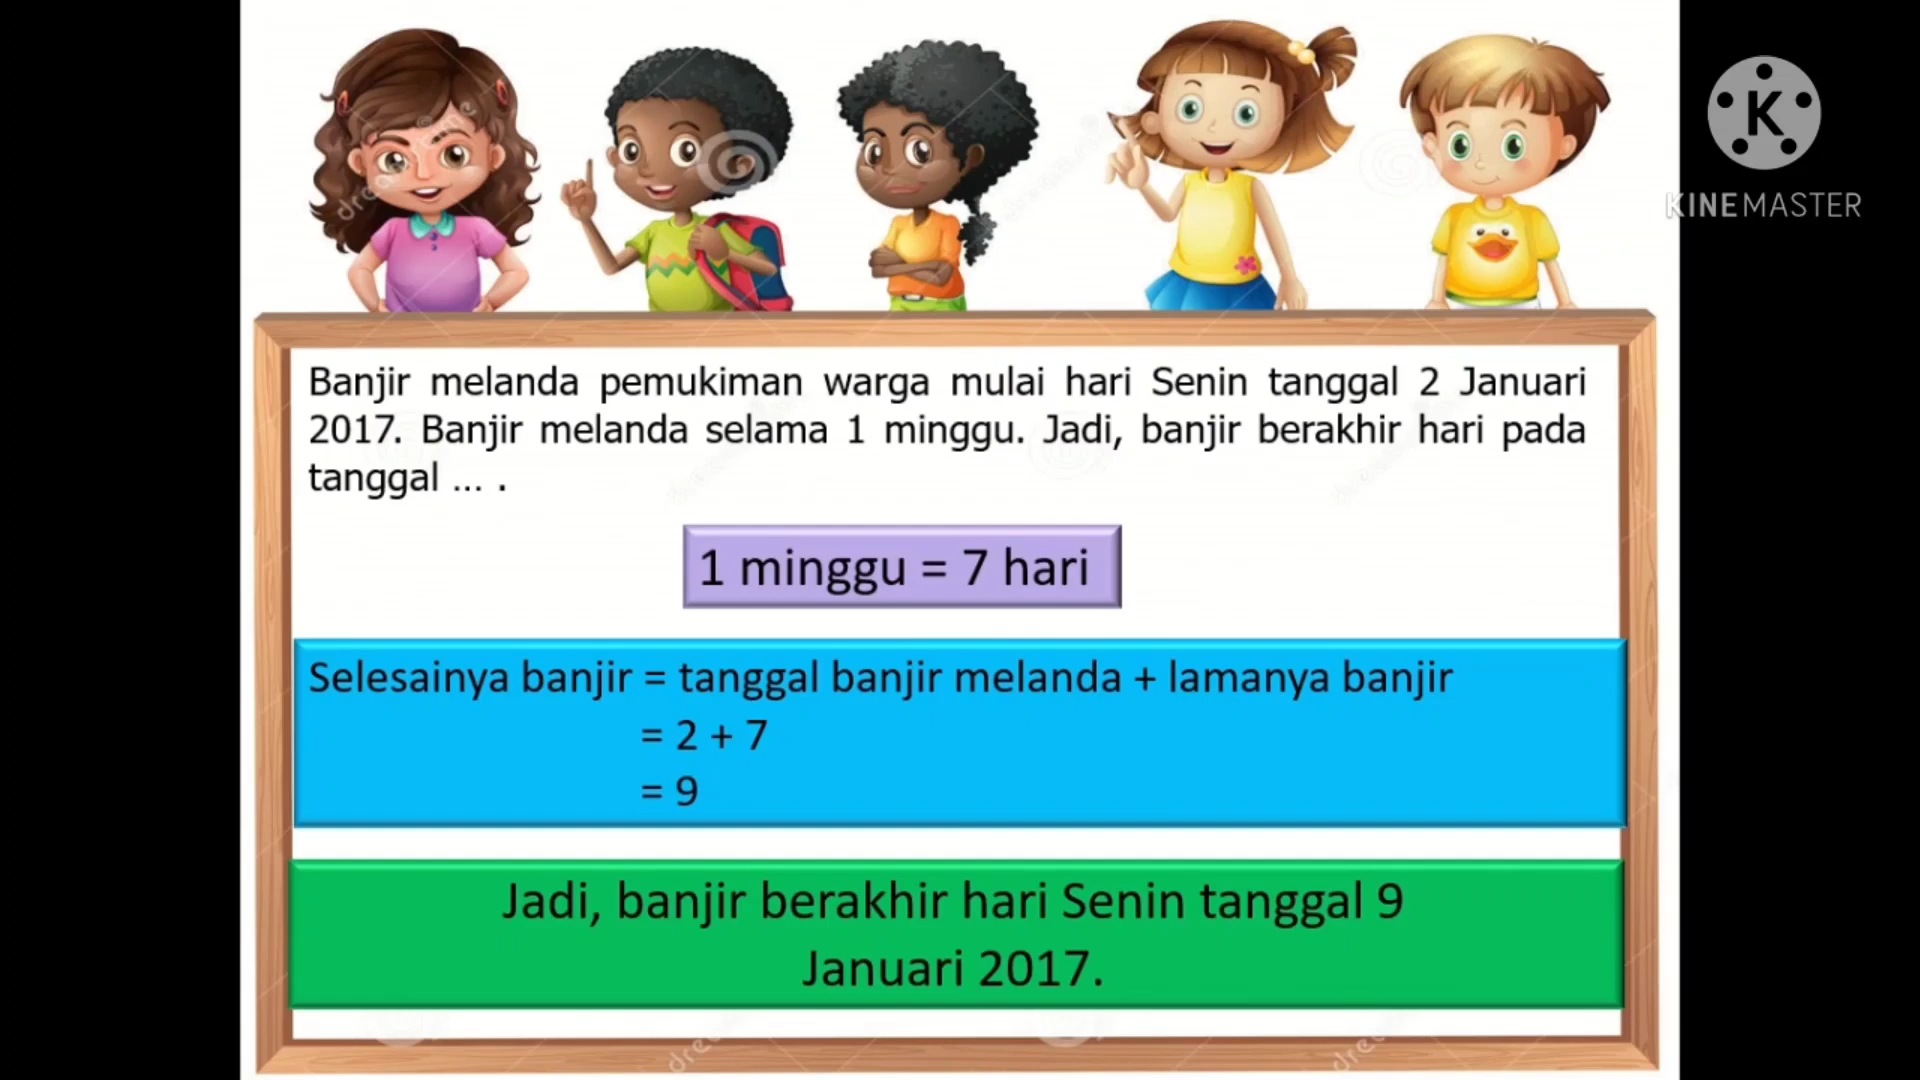 KINEMASTER
Banjir melanda pemukiman warga mulai hari Senin tanggal 2 Januari
2017. Banjir melanda selama 1 minggu. Jadi, banjir berakhir hari pada
tanggal ... .
1 minggu = 7 hari
Selesainya banjir = tanggal banjir melanda + lamanya banjir
= 2 + 7
= 9
Jadi, banjir berakhir hari Senin tanggal 9
Januari 2017.